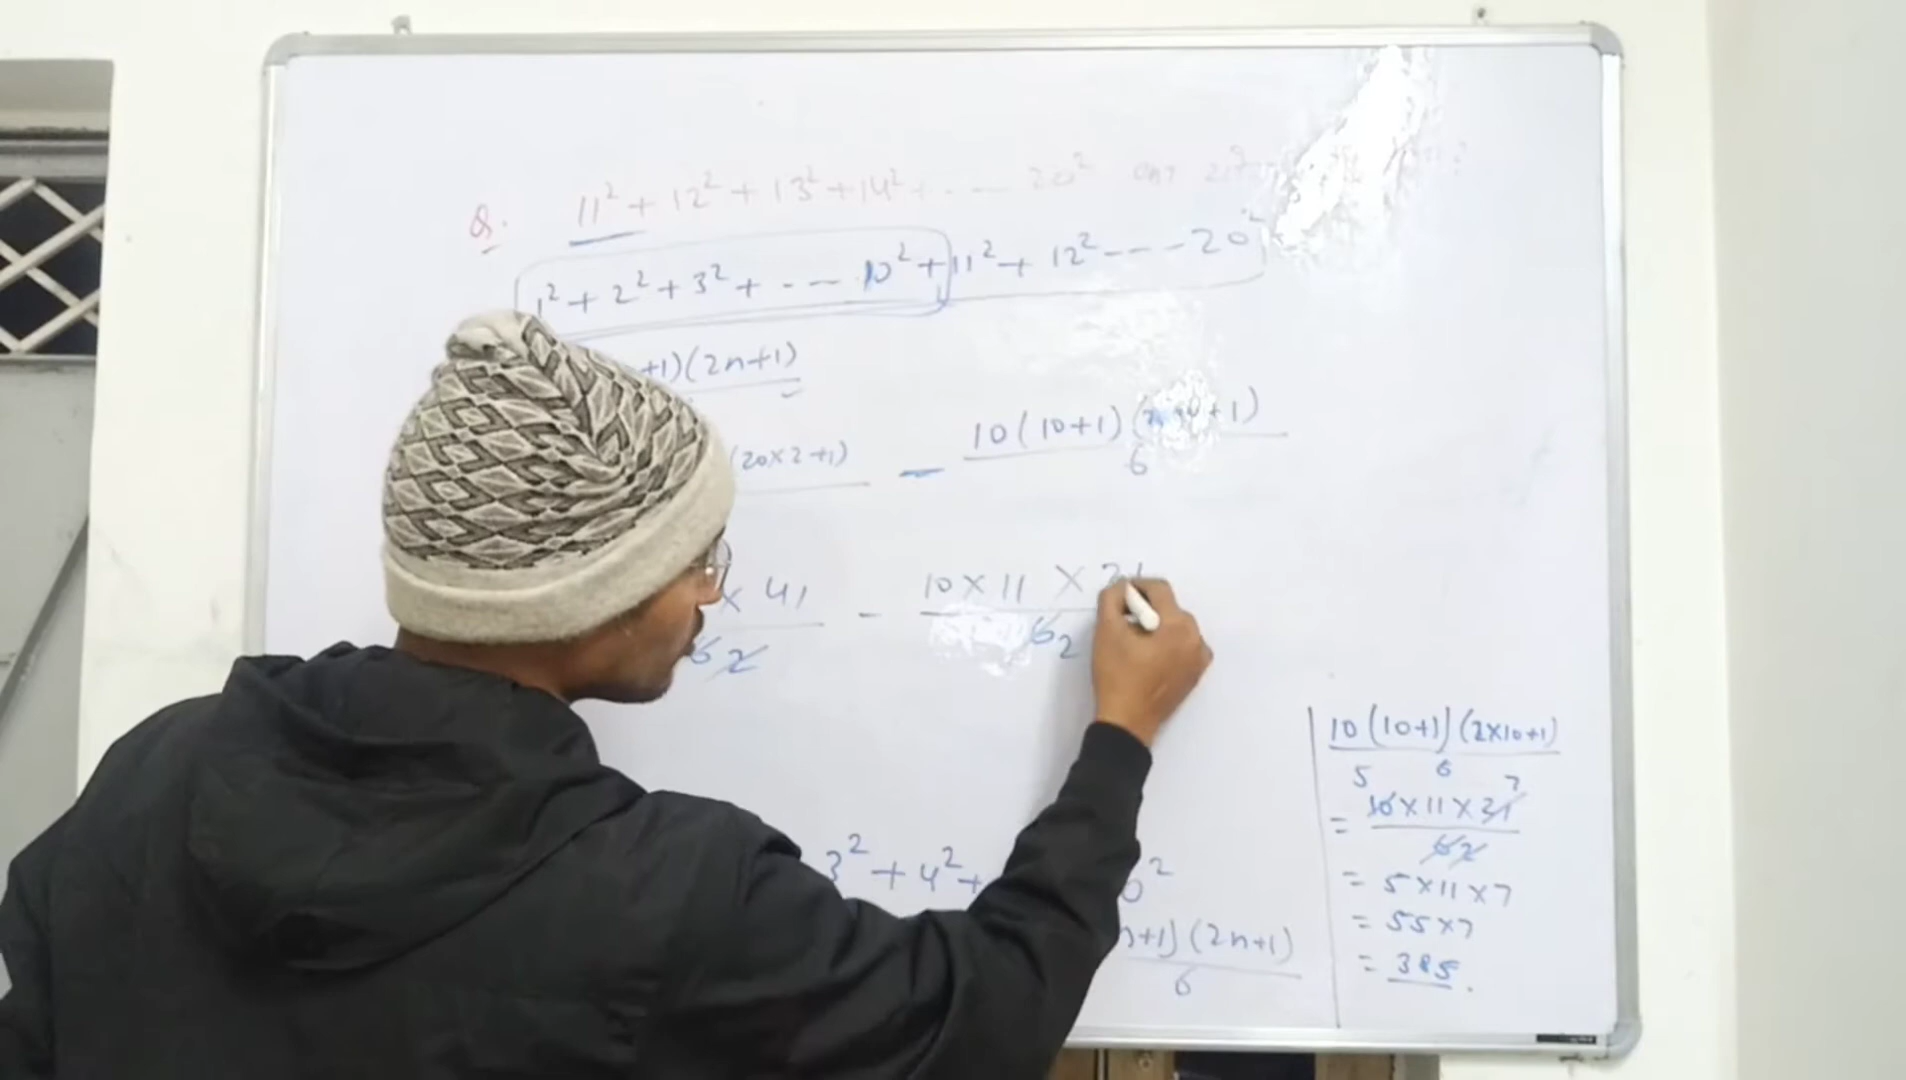 Q. 11² + 12² + 13² + 14² + . - - - 20²
1² + 2² + 3² + . - - - 10² + 11² + 12² - - - - 20²
+1)(2n+1)
(20×2+1) - 10(10+1)( +1)
6
× 41 - 10 × 11 × 21
6 2 6 2
3² + 4² + 0²
n+1)(2n+1)
6
10(10+1)(2×10+1)
6
5 7
= 10×11×21
6 2
= 5×11×7
= 55×7
= 385.